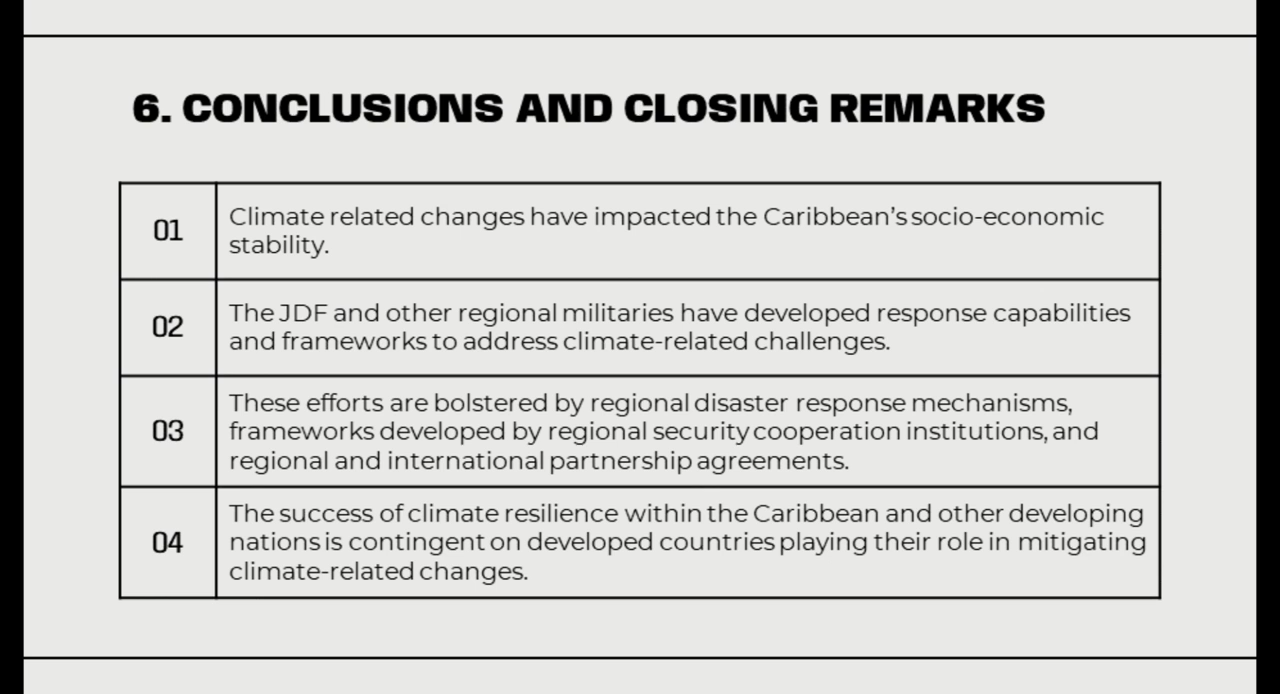 6. CONCLUSIONS AND CLOSING REMARKS
01
Climate related changes have impacted the Caribbean's socio-economic
stability.
02
The JDF and other regional militaries have developed response capabilities
and frameworks to address climate-related challenges.
03
These efforts are bolstered by regional disaster response mechanisms,
frameworks developed by regional security cooperation institutions, and
regional and international partnership agreements.
04
The success of climate resilience within the Caribbean and other developing
nations is contingent on developed countries playing their role in mitigating
climate-related changes.